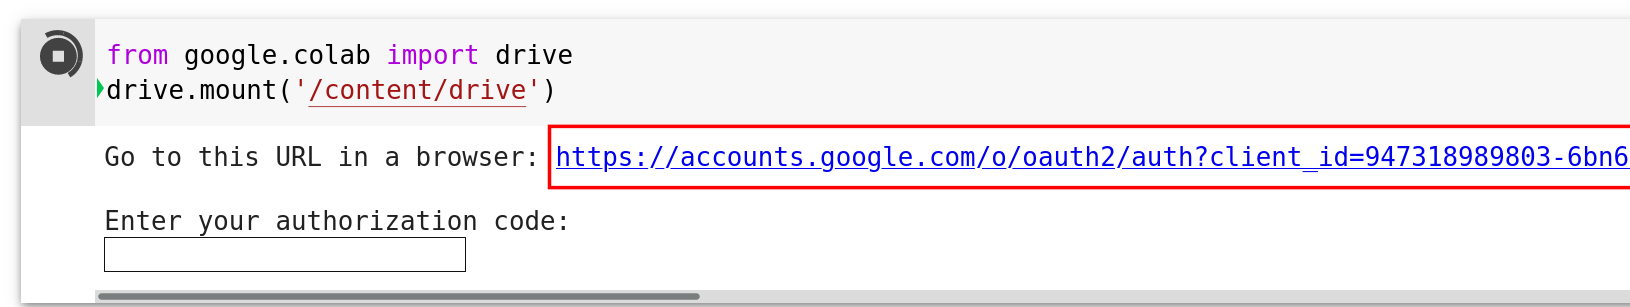 from google.colab import drive
drive.mount('/content/drive')
Go to this URL in a browser: https://accounts.google.com/o/oauth2/auth?client_id=947318989803-6bn6
Enter your authorization code: